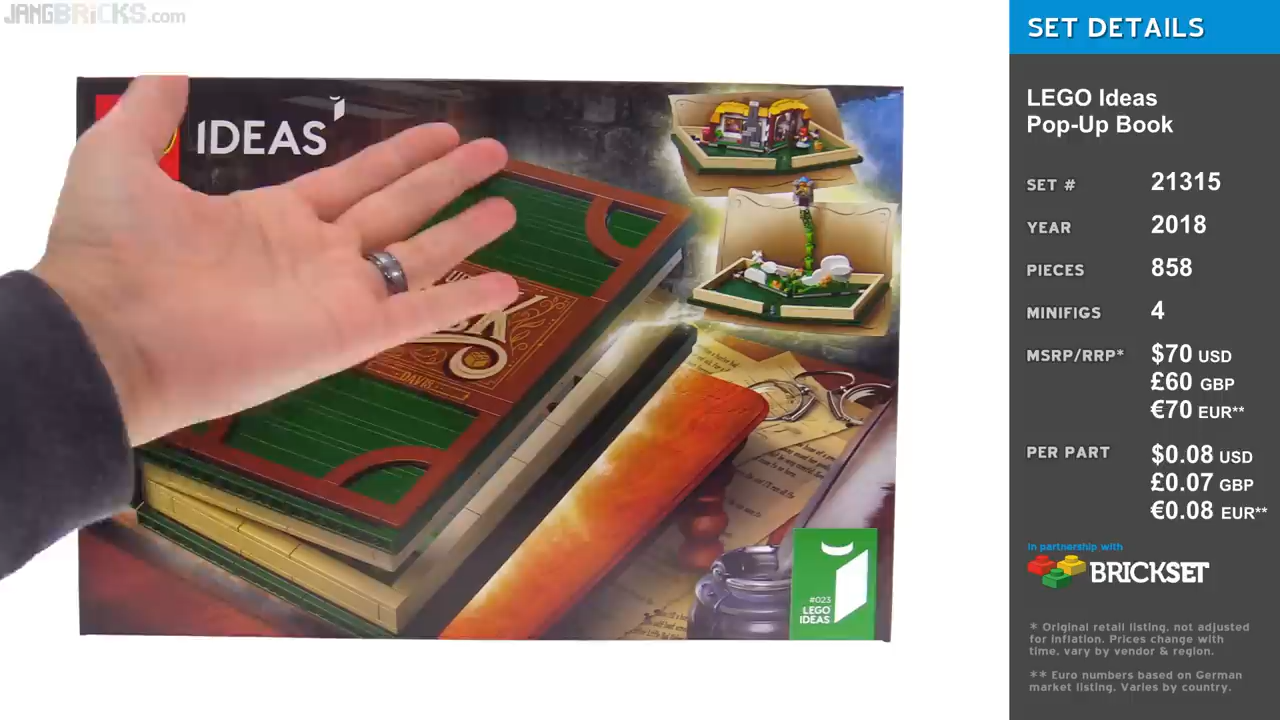 JANGBRiCKS.com
IDEAS
DAVIS
#023
LEGO
IDEAS
SET DETAILS
LEGO Ideas
Pop-Up Book
SET # 21315
YEAR 2018
PIECES 858
MINIFIGS 4
MSRP/RRP* $70 USD
£60 GBP
€70 EUR**
PER PART $0.08 USD
£0.07 GBP
€0.08 EUR**
in partnership with
BRICKSET
* Original retail listing, not adjusted
for inflation. Prices change with
time, vary by vendor & region.
** Euro numbers based on German
market listing. Varies by country.